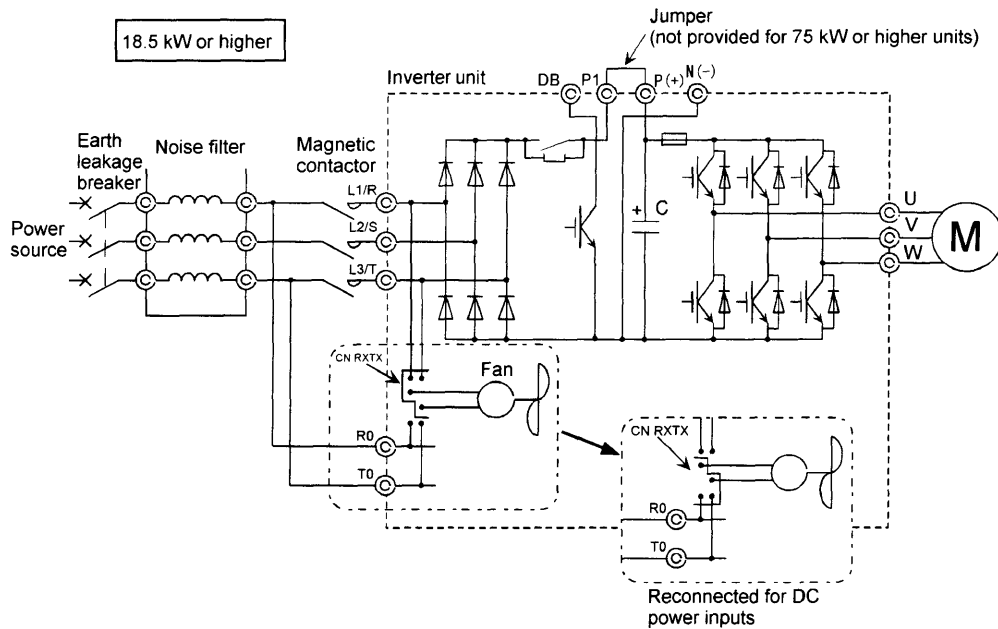 18.5 kW or higher
Jumper
(not provided for 75 kW or higher units)
Inverter unit
DB
P1
P(+)
N(−)
Earth
leakage
breaker
Noise filter
Magnetic
contactor
L1/R
L2/S
L3/T
Power
source
+
C
U
V
W
M
CN RXTX
Fan
R0
T0
CN RXTX
R0
T0
Reconnected for DC
power inputs